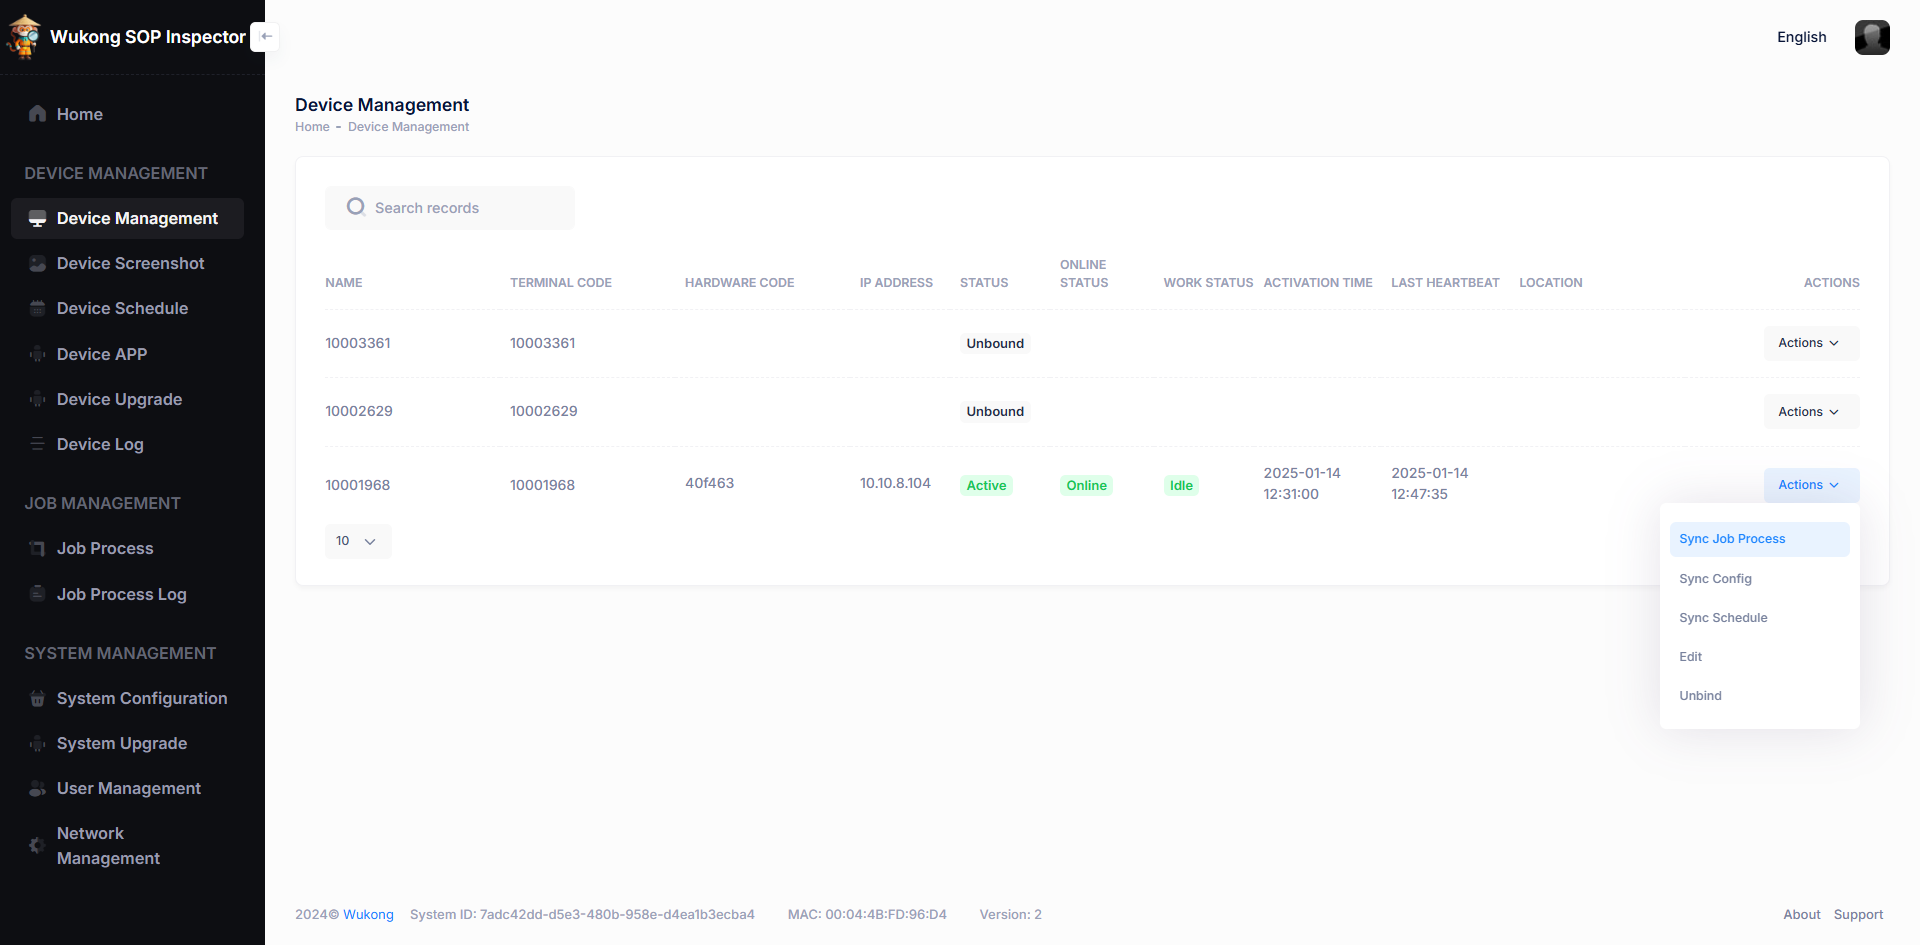 Wukong SOP Inspector
English
Home
DEVICE MANAGEMENT
Device Management
Device Screenshot
Device Schedule
Device APP
Device Upgrade
Device Log
JOB MANAGEMENT
Job Process
Job Process Log
SYSTEM MANAGEMENT
System Configuration
System Upgrade
User Management
Network
Management
Device Management
Home - Device Management
Search records
NAME TERMINAL CODE HARDWARE CODE IP ADDRESS STATUS ONLINE STATUS WORK STATUS ACTIVATION TIME LAST HEARTBEAT LOCATION ACTIONS
10003361 10003361 Unbound Actions
10002629 10002629 Unbound Actions
10001968 10001968 40f463 10.10.8.104 Active Online Idle 2025-01-14 12:31:00 2025-01-14 12:47:35 Actions
10
Sync Job Process
Sync Config
Sync Schedule
Edit
Unbind
2024© Wukong System ID: 7adc42dd-d5e3-480b-958e-d4ea1b3ecba4 MAC: 00:04:4B:FD:96:D4 Version: 2 About Support